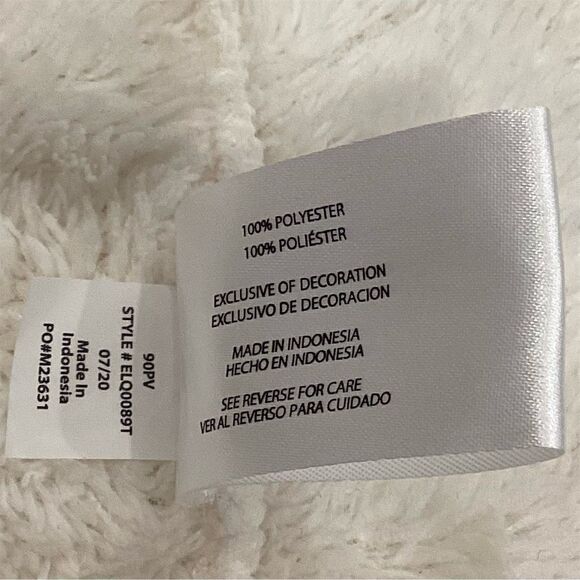 100% POLYESTER
100% POLIÉSTER
EXCLUSIVE OF DECORATION
EXCLUSIVO DE DECORACION
MADE IN INDONESIA
HECHO EN INDONESIA
SEE REVERSE FOR CARE
VER AL REVERSO PARA CUIDADO
90PV
STYLE # ELQ0089T
07/20
Made In
Indonesia
PO#M23631